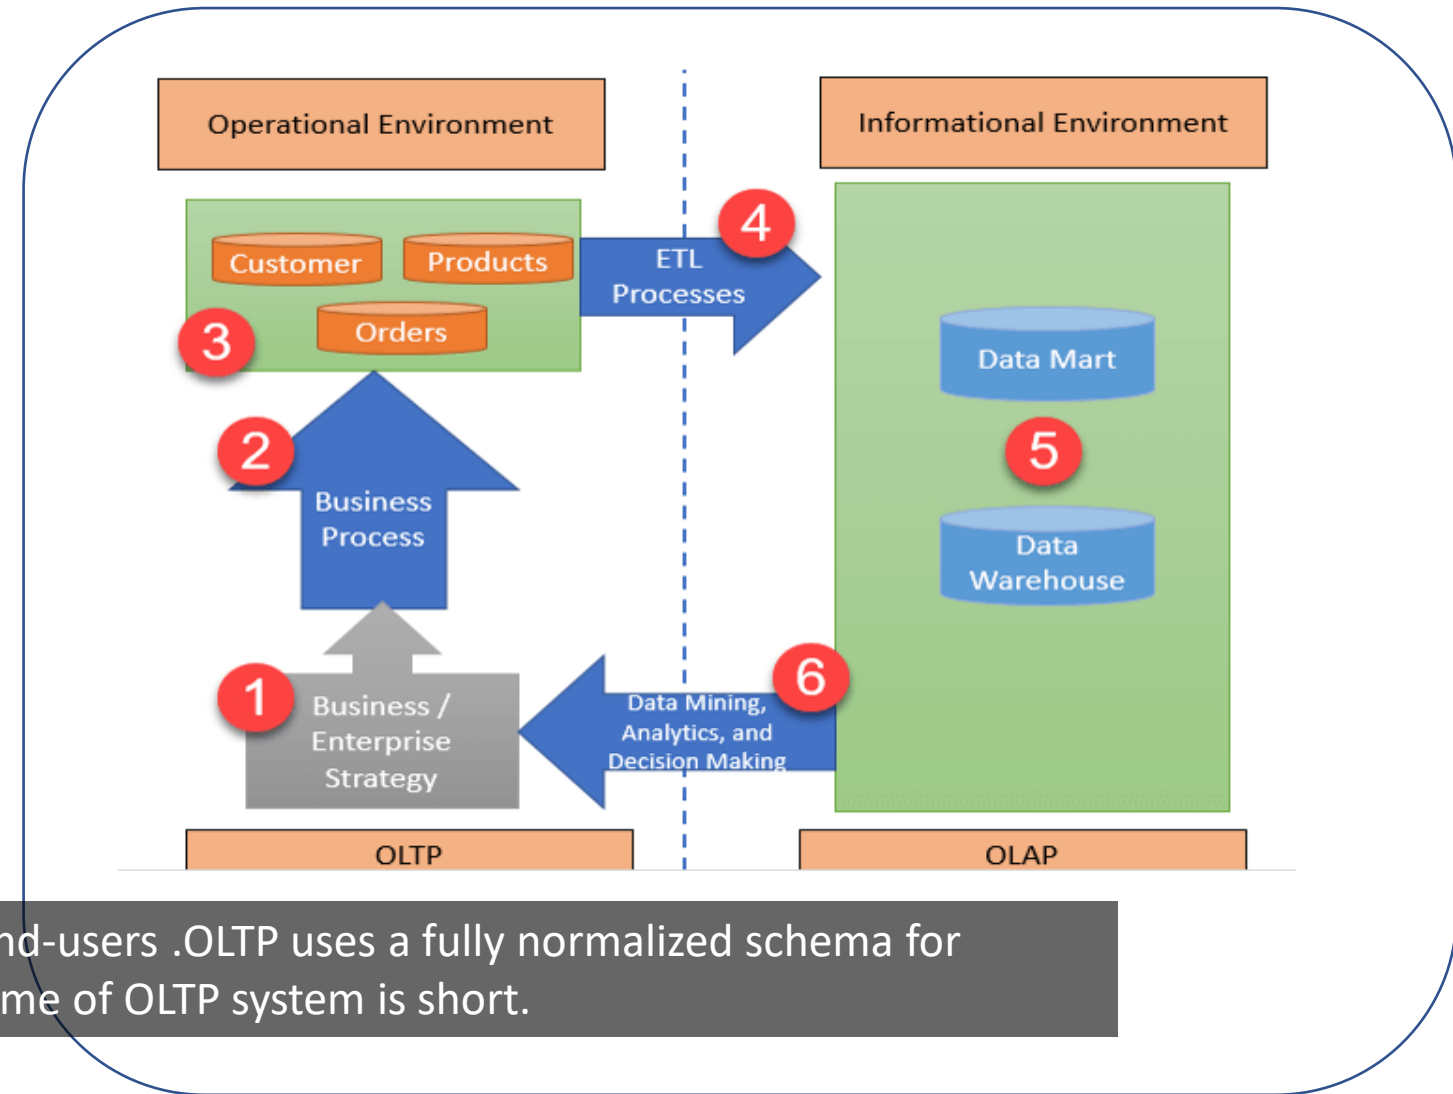 Operational Environment
Informational Environment
Customer
Products
Orders
3
ETL
Processes
4
2
Business
Process
1
Business /
Enterprise
Strategy
Data Mart
5
Data
Warehouse
6
Data Mining,
Analytics, and
Decision Making
OLTP
OLAP
nd-users .OLTP uses a fully normalized schema for
me of OLTP system is short.